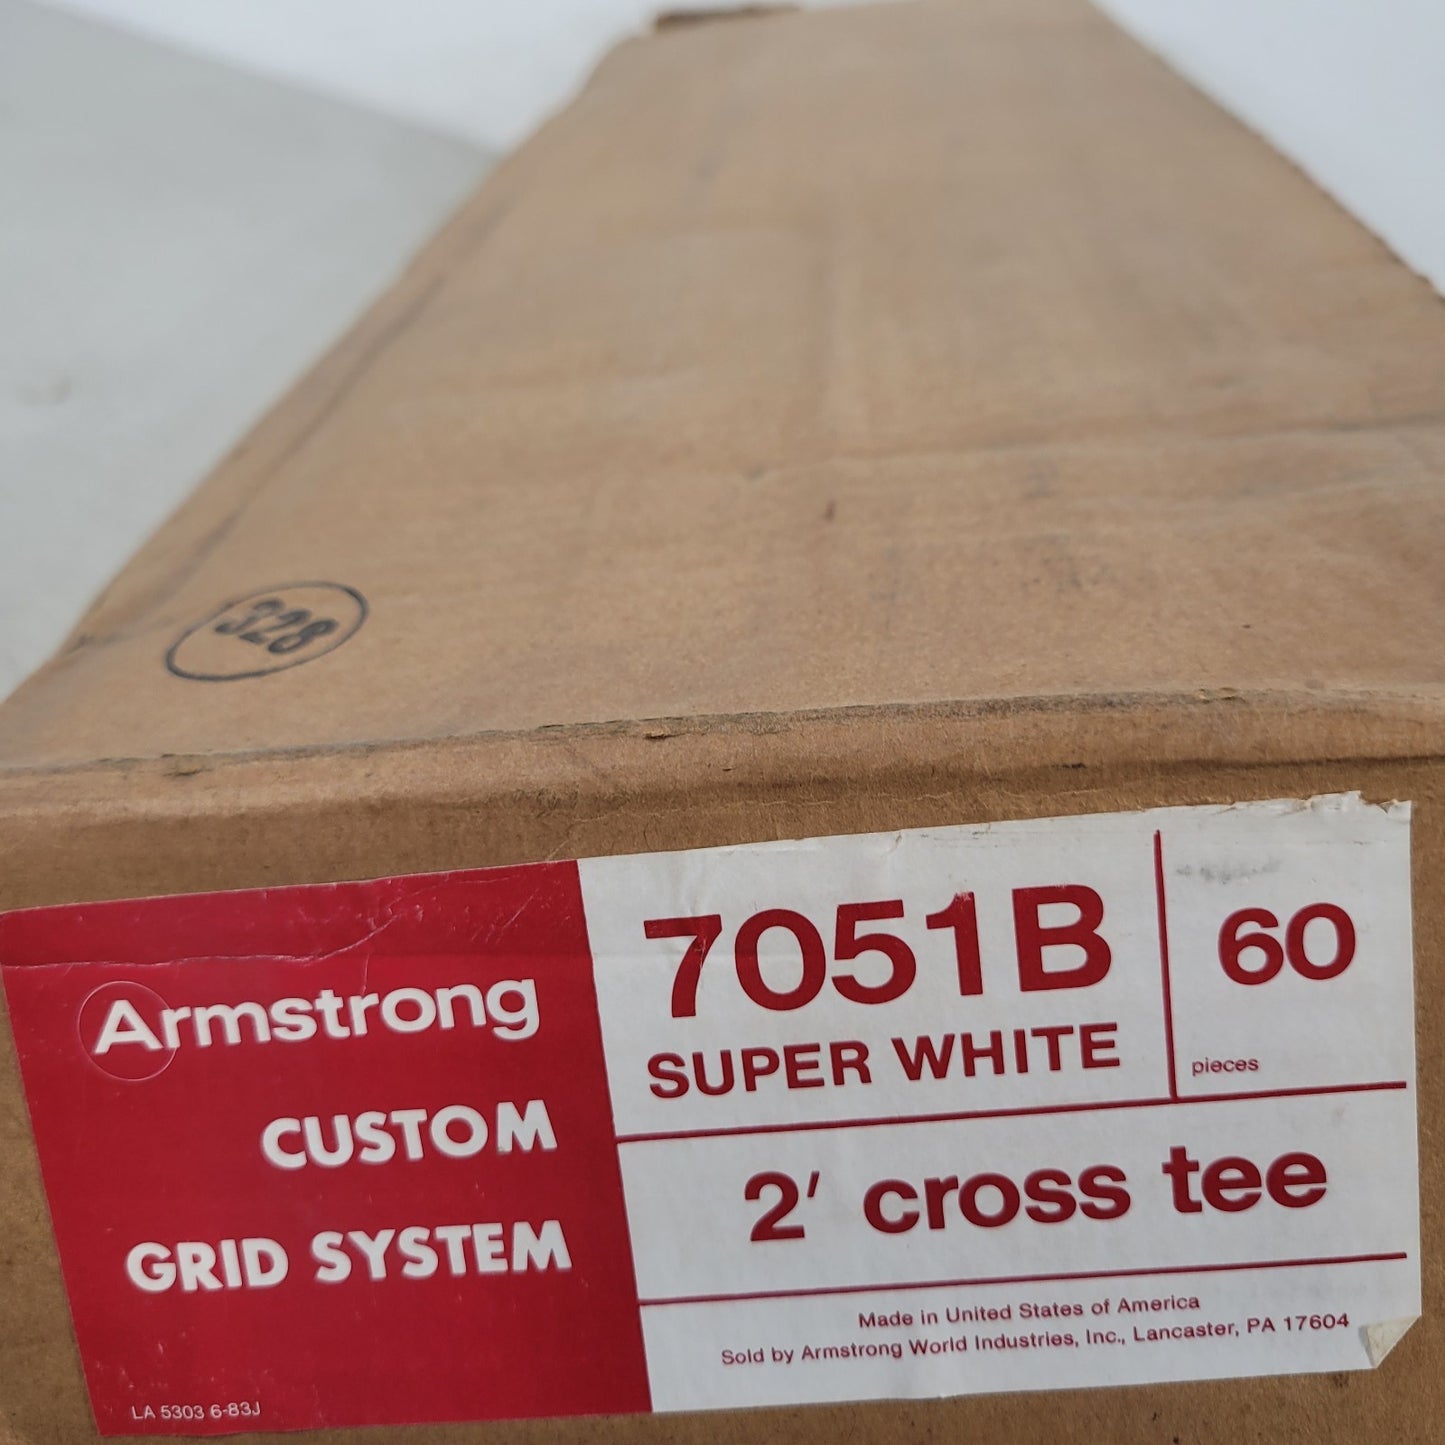 328
Armstrong
CUSTOM
GRID SYSTEM
LA 5303 6-83J
7051B
SUPER WHITE
60
pieces
2' cross tee
Made in United States of America
Sold by Armstrong World Industries, Inc., Lancaster, PA 17604